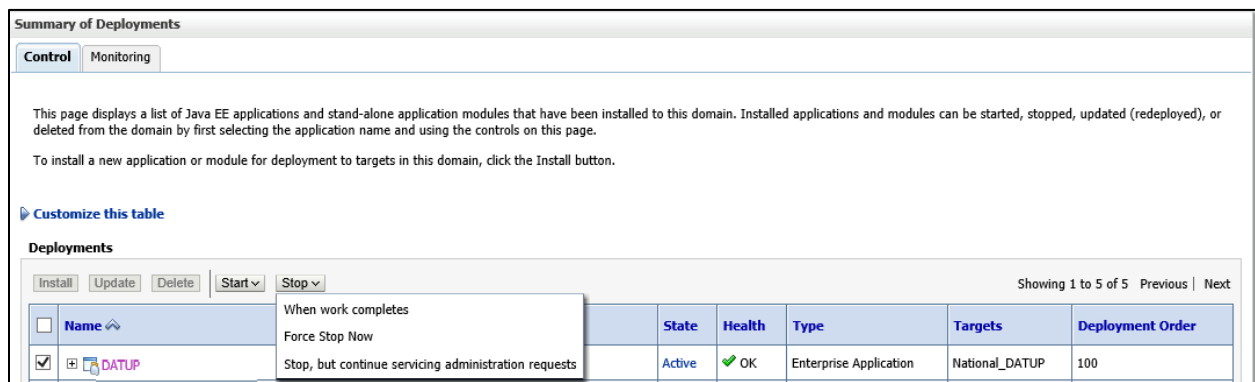 Summary of Deployments
Control Monitoring
This page displays a list of Java EE applications and stand-alone application modules that have been installed to this domain. Installed applications and modules can be started, stopped, updated (redeployed), or
deleted from the domain by first selecting the application name and using the controls on this page.
To install a new application or module for deployment to targets in this domain, click the Install button.
Customize this table
Deployments
Install Update Delete Start Stop Showing 1 to 5 of 5 Previous | Next
When work completes
Force Stop Now
Stop, but continue servicing administration requests
Name State Health Type Targets Deployment Order
DATUP Active OK Enterprise Application National_DATUP 100